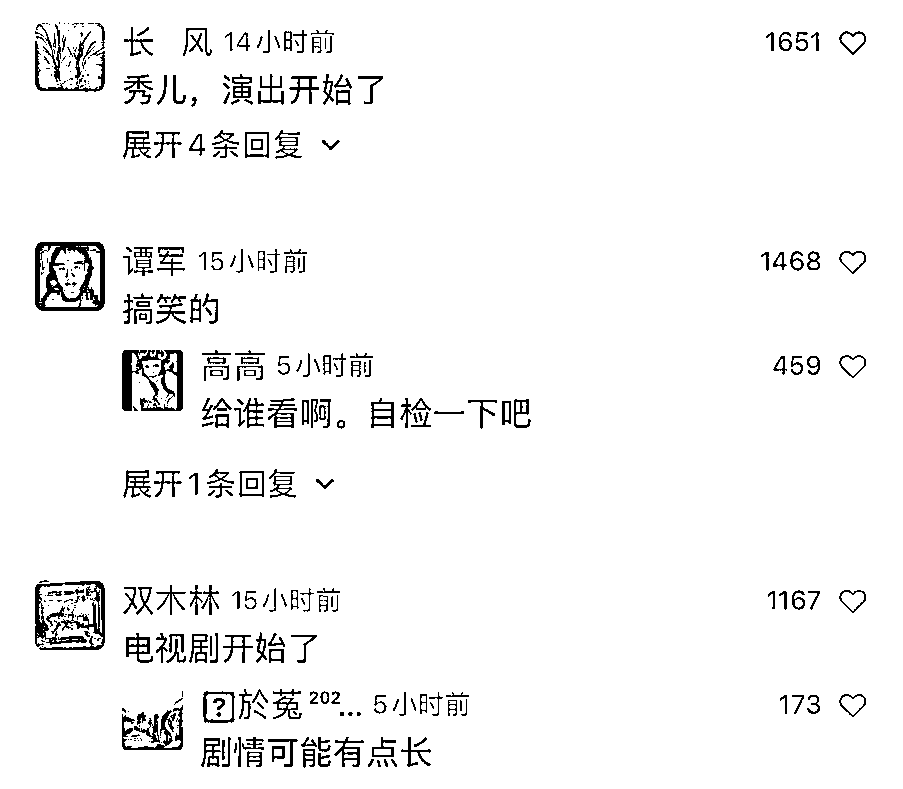 长 风 14小时前 1651
秀儿，演出开始了
展开4条回复
谭军 15小时前 1468
搞笑的
高高 5小时前 459
给谁看啊。自检一下吧
展开1条回复
双木林 15小时前 1167
电视剧开始了
?於菟²⁰²... 5小时前 173
剧情可能有点长